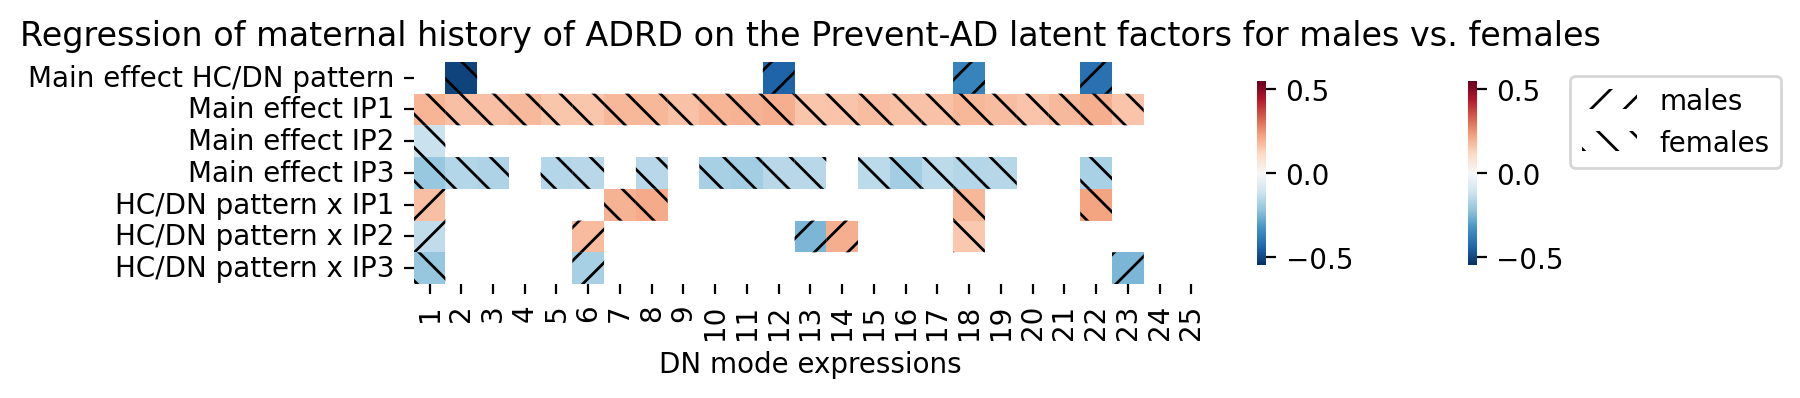 Regression of maternal history of ADRD on the Prevent-AD latent factors for males vs. females
Main effect HC/DN pattern
Main effect IP1
Main effect IP2
Main effect IP3
HC/DN pattern x IP1
HC/DN pattern x IP2
HC/DN pattern x IP3
1 2 3 4 5 6 7 8 9 10 11 12 13 14 15 16 17 18 19 20 21 22 23 24 25
DN mode expressions
0.5
0.0
−0.5
0.5
0.0
−0.5
males
females